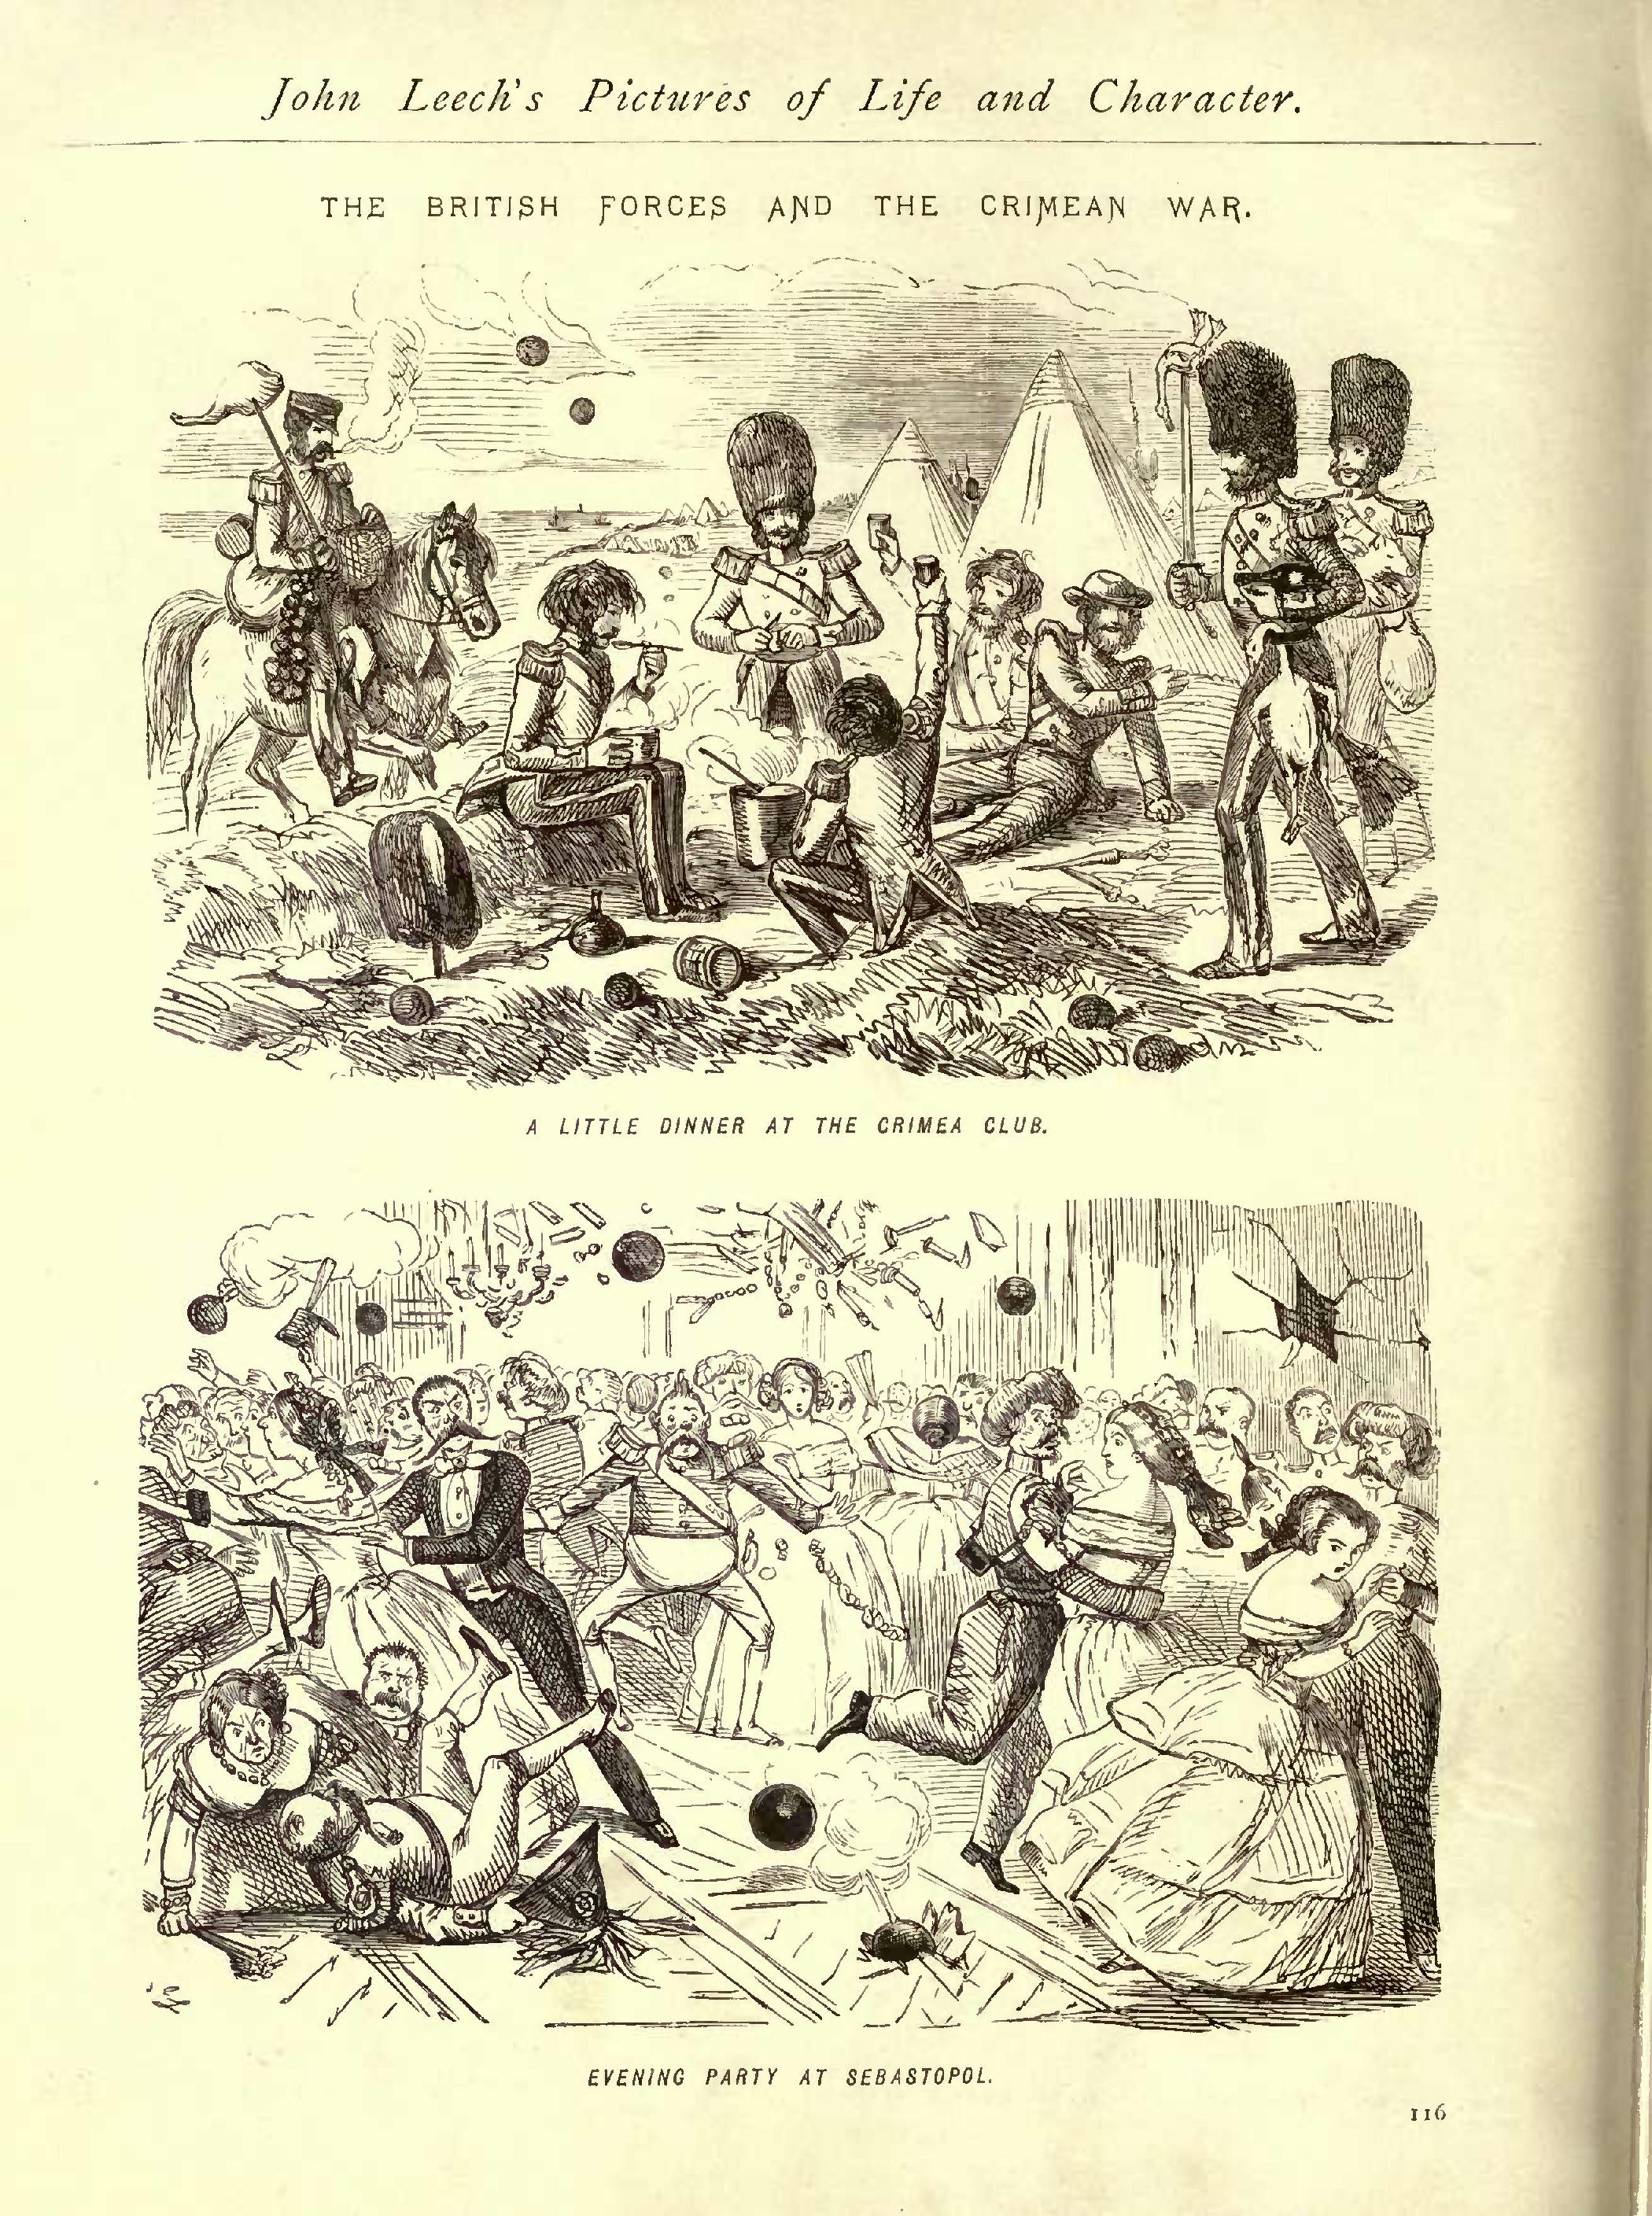 John Leech's Pictures of Life and Character.
THE BRITISH FORCES AND THE CRIMEAN WAR.
A LITTLE DINNER AT THE CRIMEA CLUB.
EVENING PARTY AT SEBASTOPOL.
116